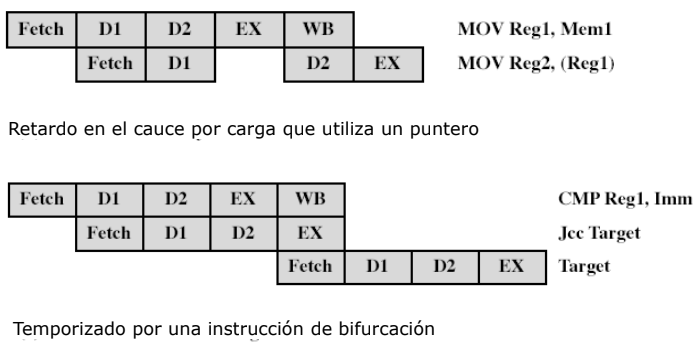 Fetch D1 D2 EX WB MOV Reg1, Mem1
Fetch D1 D2 EX MOV Reg2, (Reg1)
Retardo en el cauce por carga que utiliza un puntero
Fetch D1 D2 EX WB CMP Reg1, Imm
Fetch D1 D2 EX Jcc Target
Fetch D1 D2 EX Target
Temporizado por una instrucción de bifurcación